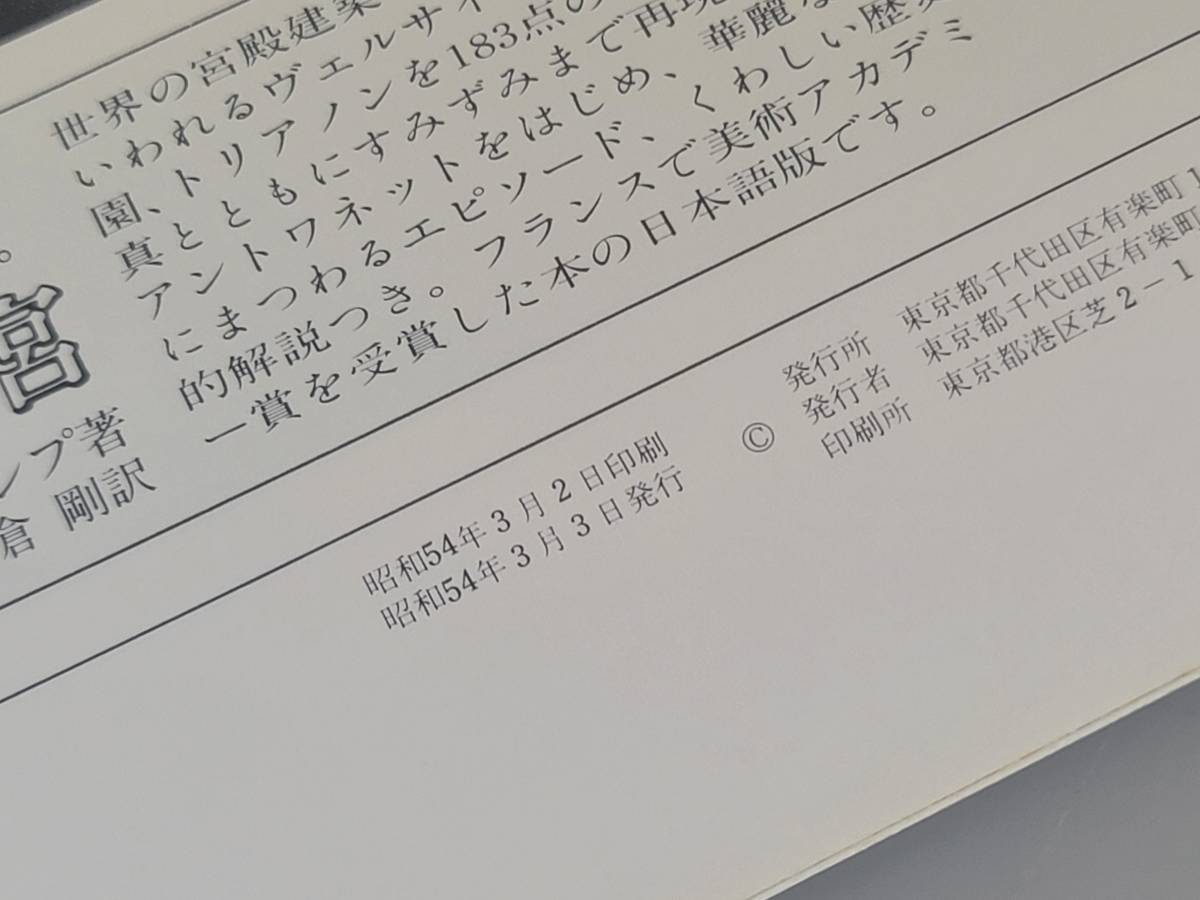 世界の宮殿建築
いわれるヴェルサイ
園、トリアノンを183点の
真とともにすみずみまで再現
アントワネットをはじめ、華麗な
にまつわるエピソード、くわしい歴史
的解説つき。フランスで美術アカデミ
ー賞を受賞した本の日本語版です。
。
宮
ンプ著
倉 剛訳
昭和54年3月2日印刷
昭和54年3月3日発行
©
発行所 東京都千代田区有楽町1
発行者 東京都千代田区有楽町
印刷所 東京都港区芝2-1